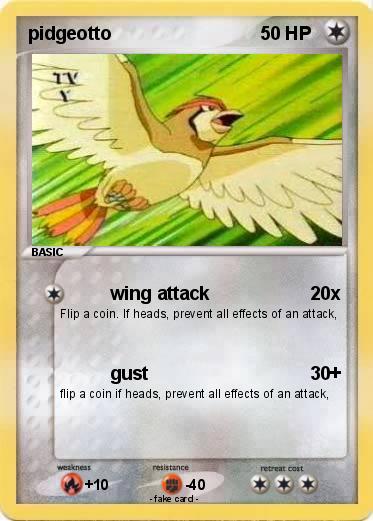 pidgeotto 50 HP
BASIC
wing attack 20x
Flip a coin. If heads, prevent all effects of an attack,
gust 30+
flip a coin if heads, prevent all effects of an attack,
weakness resistance retreat cost
+10 -40
- fake card -